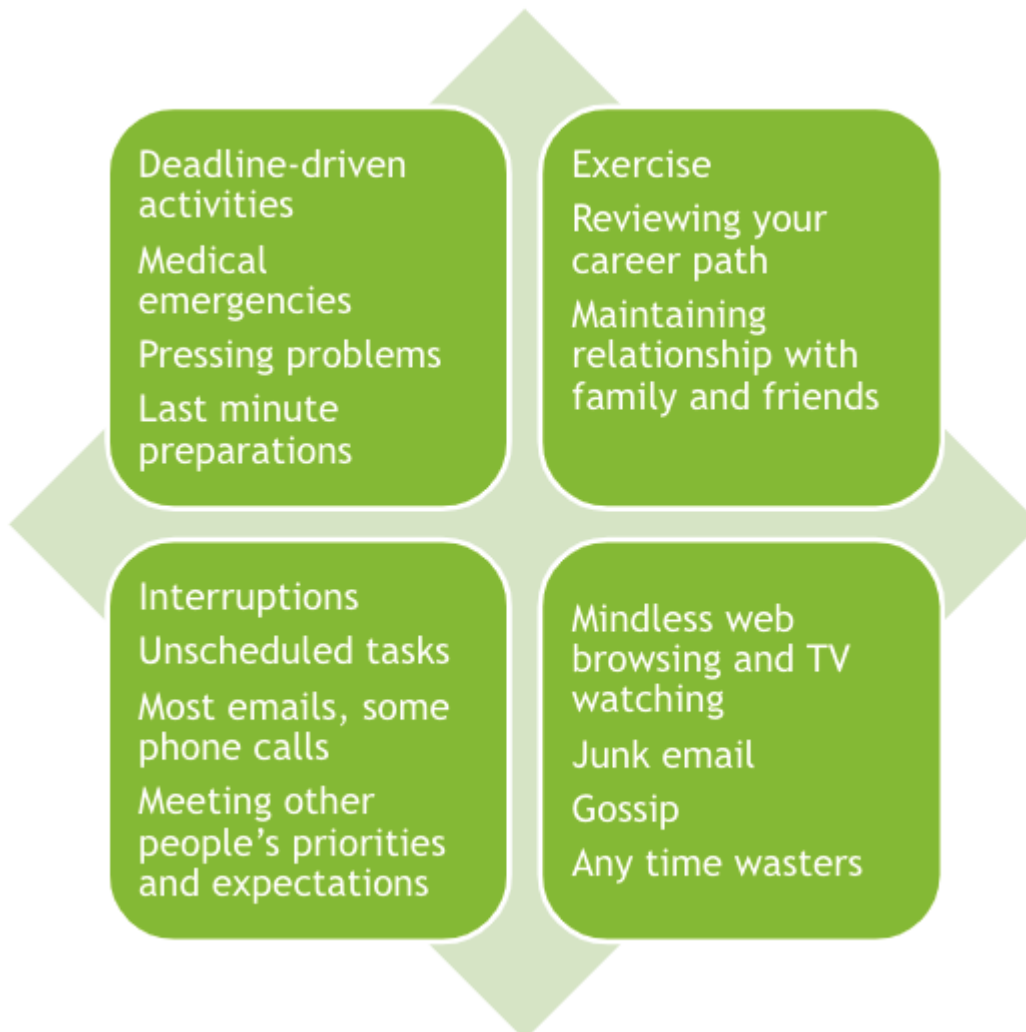 Deadline-driven
activities
Medical
emergencies
Pressing problems
Last minute
preparations
Exercise
Reviewing your
career path
Maintaining
relationship with
family and friends
Interruptions
Unscheduled tasks
Most emails, some
phone calls
Meeting other
people’s priorities
and expectations
Mindless web
browsing and TV
watching
Junk email
Gossip
Any time wasters